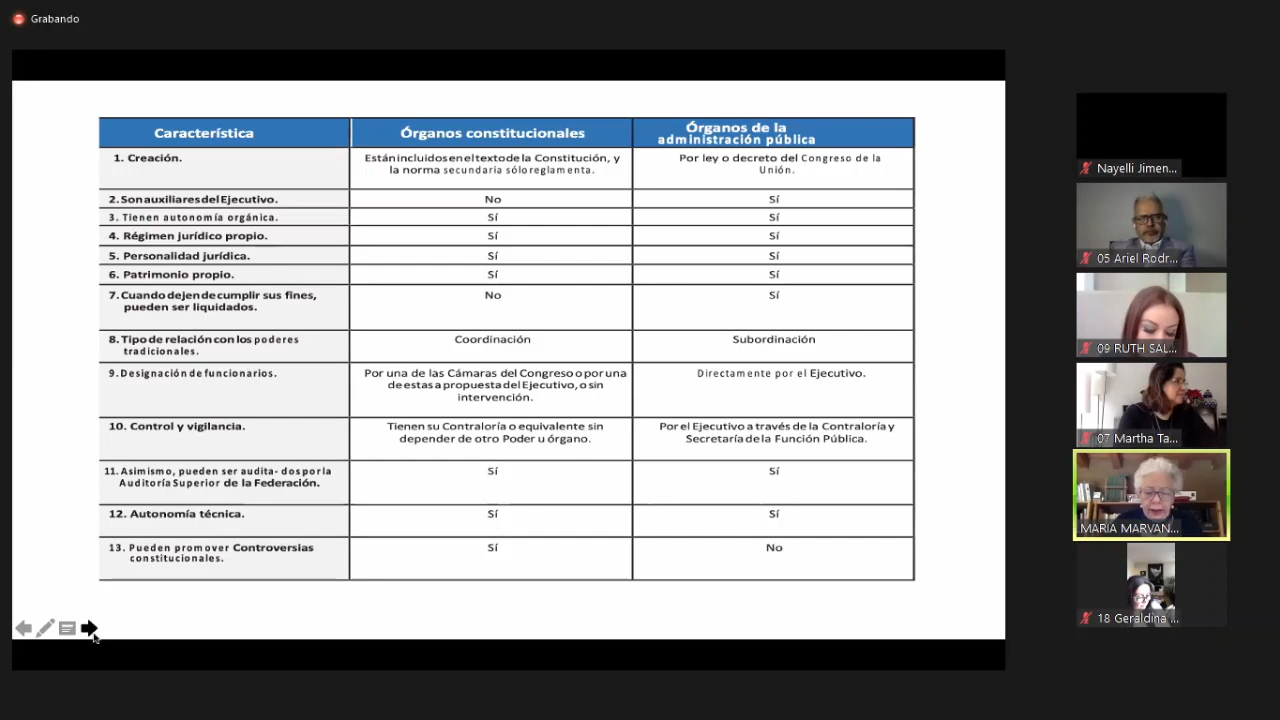 Grabando
Característica
Órganos constitucionales
Órganos de la
administración pública
1. Creación.
Están incluidos en el texto de la Constitución, y
la norma secundaria sólo reglamenta.
Por ley o decreto del Congreso de la
Unión.
2. Son auxiliares del Ejecutivo.
No
Sí
3. Tienen autonomía orgánica.
Sí
Sí
4. Régimen jurídico propio.
Sí
Sí
5. Personalidad jurídica.
Sí
Sí
6. Patrimonio propio.
Sí
Sí
7. Cuando dejen de cumplir sus fines,
pueden ser liquidados.
No
Sí
8. Tipo de relación con los poderes
tradicionales.
Coordinación
Subordinación
9. Designación de funcionarios.
Por una de las Cámaras del Congreso o por una
de estas a propuesta del Ejecutivo, o sin
intervención.
Directamente por el Ejecutivo.
10. Control y vigilancia.
Tienen su Contraloría o equivalente sin
depender de otro Poder u órgano.
Por el Ejecutivo a través de la Contraloría y
Secretaría de la Función Pública.
11. Asimismo, pueden ser audita- dos por la
Auditoría Superior de la Federación.
Sí
Sí
12. Autonomía técnica.
Sí
Sí
13. Pueden promover Controversias
constitucionales.
Sí
No
Nayelli Jimen...
05 Ariel Rodr...
09 RUTH SAL...
07 Martha Ta...
MARIA MARVAN...
18 Geraldina ...